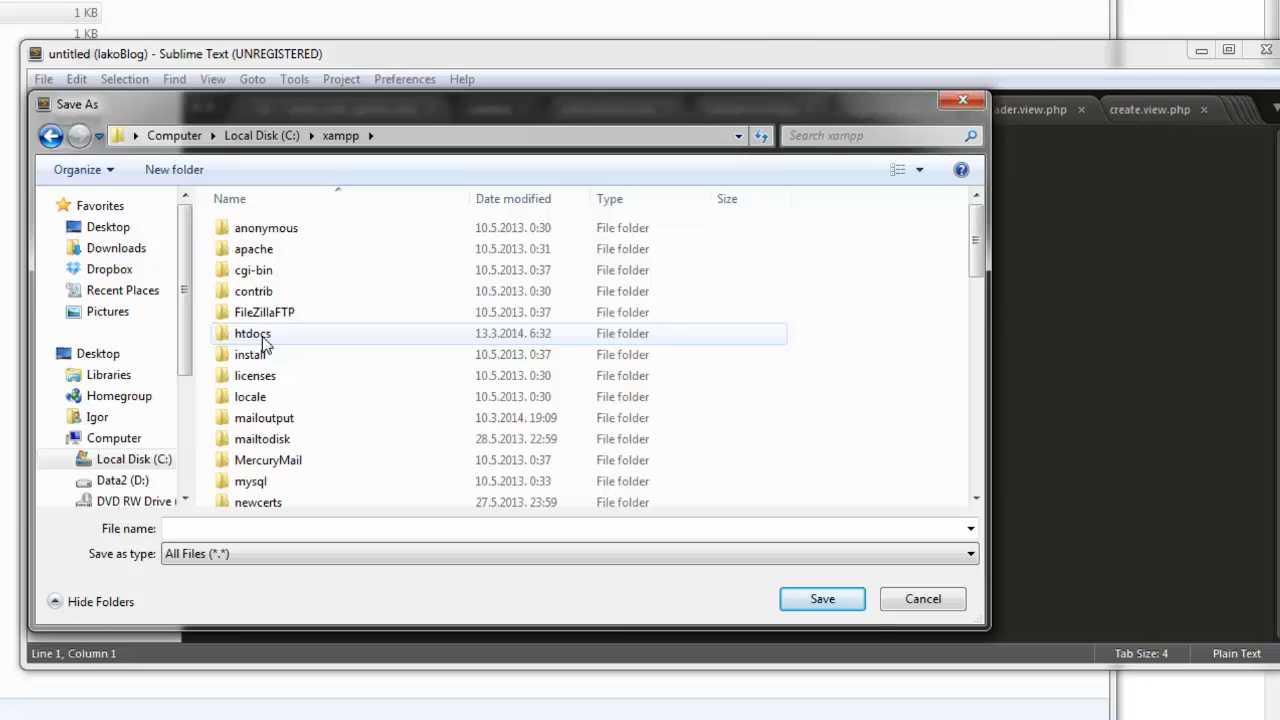 1 KB
1 KB
untitled (lakoBlog) - Sublime Text (UNREGISTERED)
File Edit Selection Find View Goto Tools Project Preferences Help
Save As
ader.view.php × create.view.php ×
Computer Local Disk (C:) xampp Search xampp
Organize New folder
Name Date modified Type Size
Favorites
Desktop
Downloads
Dropbox
Recent Places
Pictures
Desktop
Libraries
Homegroup
Igor
Computer
Local Disk (C:)
Data2 (D:)
DVD RW Drive (
anonymous 10.5.2013. 0:30 File folder
apache 10.5.2013. 0:31 File folder
cgi-bin 10.5.2013. 0:37 File folder
contrib 10.5.2013. 0:30 File folder
FileZillaFTP 10.5.2013. 0:37 File folder
htdocs 13.3.2014. 6:32 File folder
install 10.5.2013. 0:37 File folder
licenses 10.5.2013. 0:30 File folder
locale 10.5.2013. 0:30 File folder
mailoutput 10.3.2014. 19:09 File folder
mailtodisk 28.5.2013. 22:59 File folder
MercuryMail 10.5.2013. 0:37 File folder
mysql 10.5.2013. 0:33 File folder
newcerts 27.5.2013. 23:59 File folder
File name:
Save as type: All Files (*.*)
Hide Folders Save Cancel
Line 1, Column 1 Tab Size: 4 Plain Text